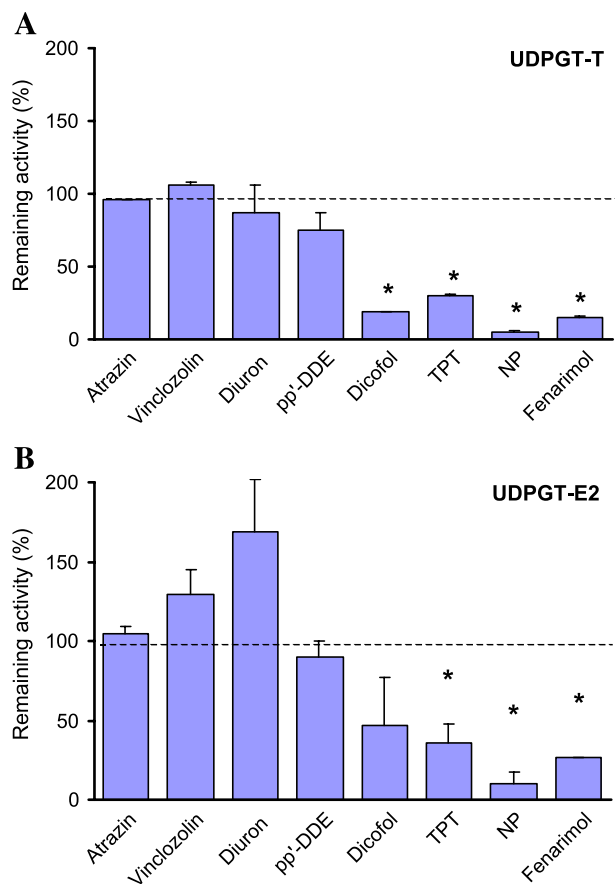 A
UDPGT-T
Remaining activity (%)
200
150
100
50
0
*
*
*
*
Atrazin
Vinclozolin
Diuron
pp'-DDE
Dicofol
TPT
NP
Fenarimol
B
UDPGT-E2
Remaining activity (%)
200
150
100
50
0
*
*
*
Atrazin
Vinclozolin
Diuron
pp'-DDE
Dicofol
TPT
NP
Fenarimol